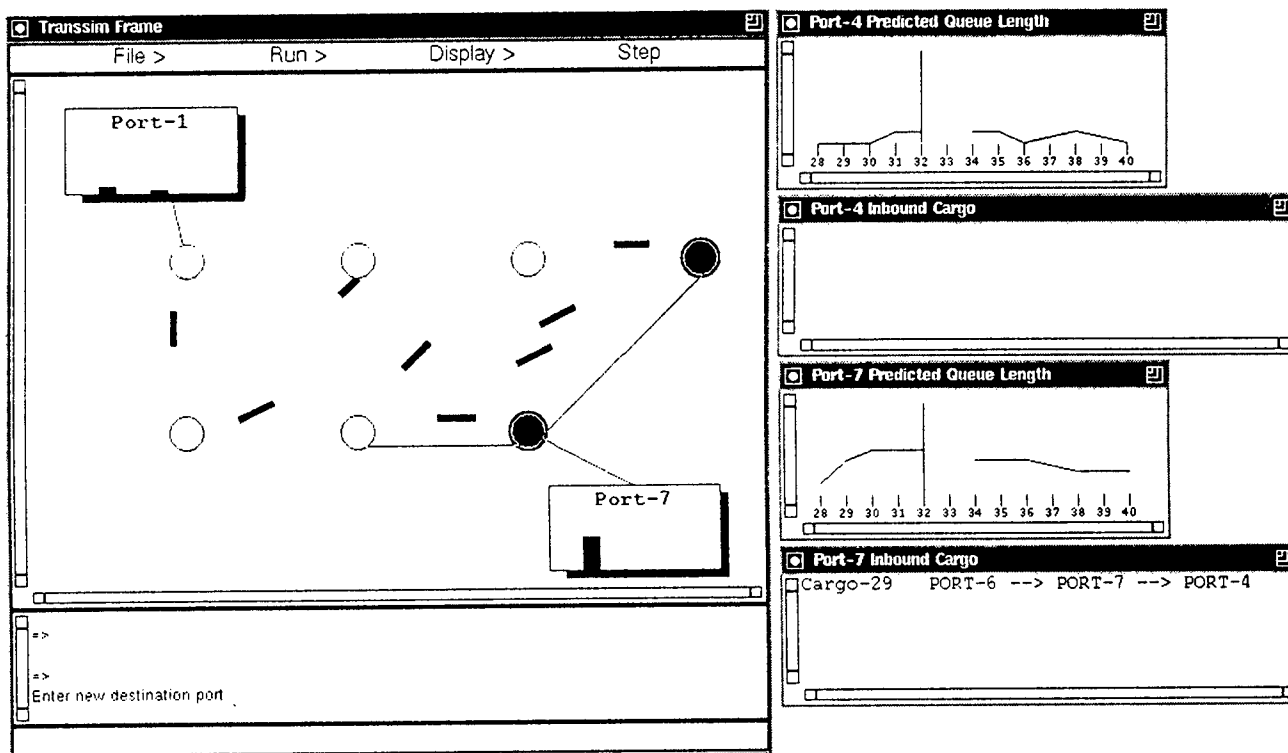 Transsim Frame
File > Run > Display > Step
Port-1
Port-7
=>
=>
Enter new destination port
Port-4 Predicted Queue Length
28 29 30 31 32 33 34 35 36 37 38 39 40
Port-4 Inbound Cargo
Port-7 Predicted Queue Length
28 29 30 31 32 33 34 35 36 37 38 39 40
Port-7 Inbound Cargo
Cargo-29 PORT-6 --> PORT-7 --> PORT-4